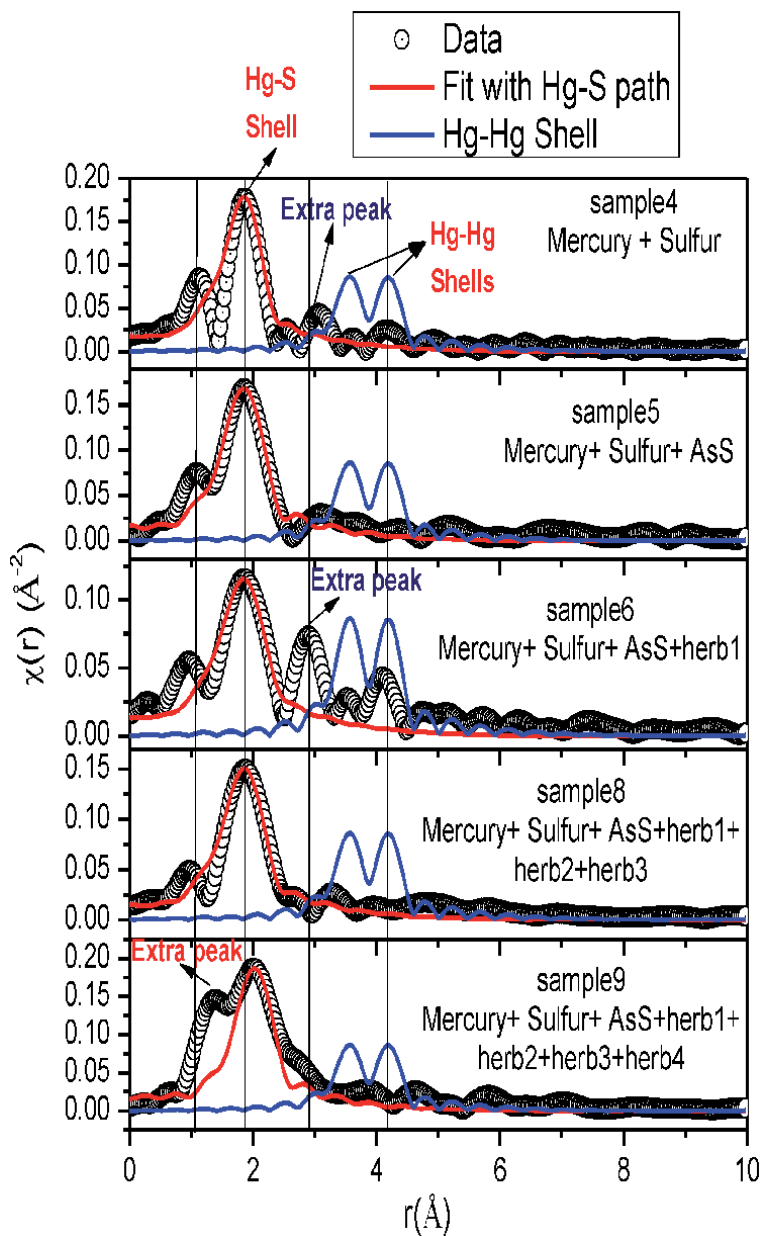 Data
Fit with Hg-S path
Hg-Hg Shell
Hg-S
Shell
0.20
0.15
0.10
0.05
0.00
Extra peak
Hg-Hg
Shells
sample4
Mercury + Sulfur
0.15
0.10
0.05
0.00
sample5
Mercury+ Sulfur+ AsS
0.10
0.05
0.00
Extra peak
sample6
Mercury+ Sulfur+ AsS+herb1
χ(r) (Å⁻²)
0.15
0.10
0.05
0.00
sample8
Mercury+ Sulfur+ AsS+herb1+
herb2+herb3
0.20
0.15
0.10
0.05
0.00
Extra peak
sample9
Mercury+ Sulfur+ AsS+herb1+
herb2+herb3+herb4
0 2 4 6 8 10
r(Å)